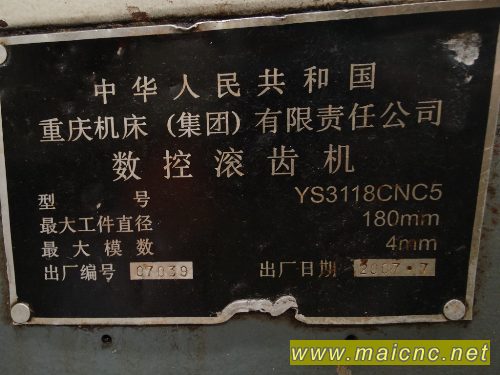 中华人民共和国
重庆机床(集团)有限责任公司
数控滚齿机
型号 YS3118CNC5
最大工件直径 180mm
最大模数 4mm
出厂编号 07039 出厂日期 2007.7
www.maicnc.net